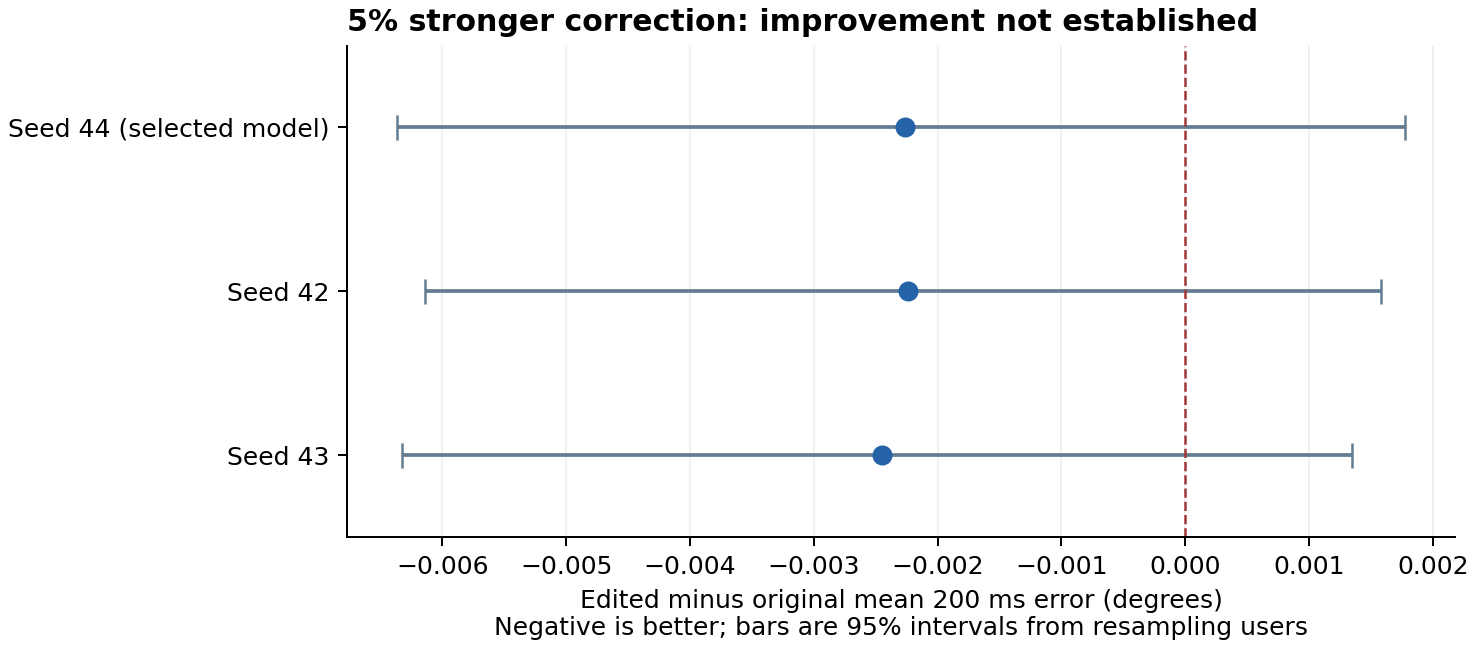 5% stronger correction: improvement not established
Seed 44 (selected model)
Seed 42
Seed 43
−0.006 −0.005 −0.004 −0.003 −0.002 −0.001 0.000 0.001 0.002
Edited minus original mean 200 ms error (degrees)
Negative is better; bars are 95% intervals from resampling users